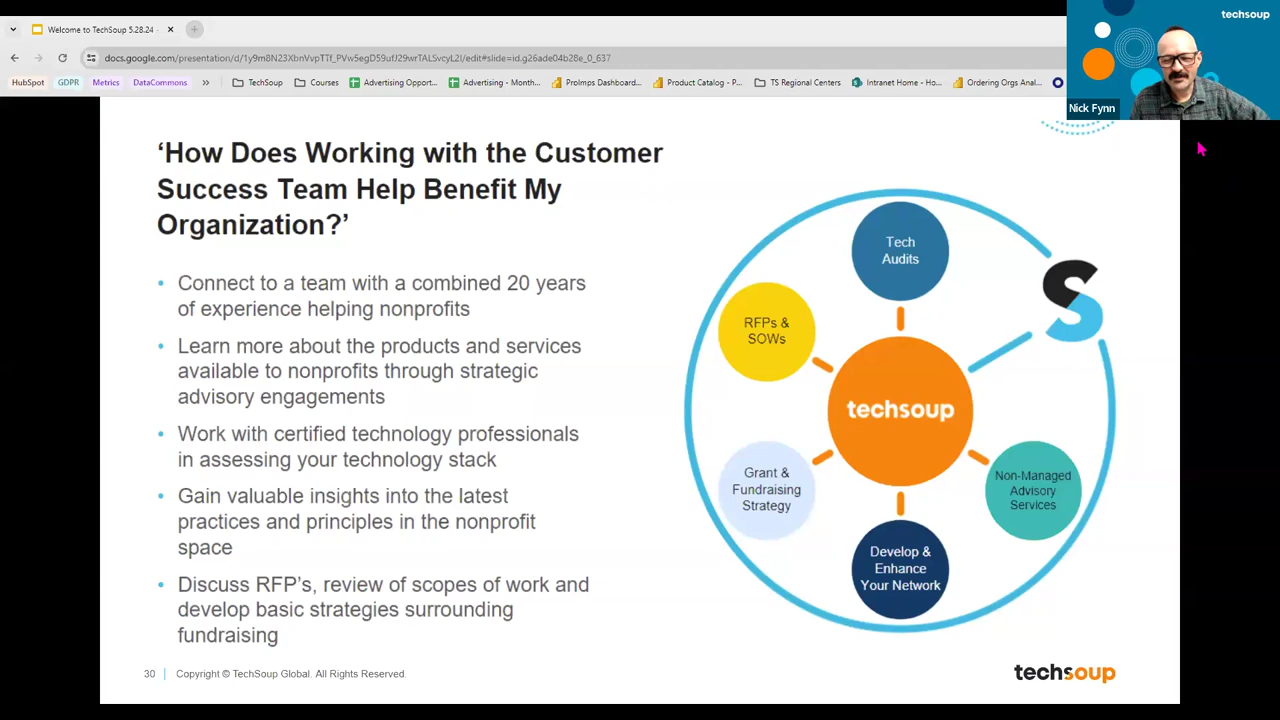 Welcome to TechSoup 5.28.24 -
docs.google.com/presentation/d/1y9m8N23XbnVvpTTf_PVw5egD59ufJ29wrTALSvcyL2I/edit#slide=id.g26ade04b28e_0_637
HubSpot GDPR Metrics DataCommons » TechSoup Courses Advertising Opport... Advertising - Month... ProImps Dashboard... Product Catalog - P... TS Regional Centers Intranet Home - Ho... Ordering Orgs Anal...
techsoup
Nick Fynn
‘How Does Working with the Customer
Success Team Help Benefit My
Organization?’
• Connect to a team with a combined 20 years
of experience helping nonprofits
• Learn more about the products and services
available to nonprofits through strategic
advisory engagements
• Work with certified technology professionals
in assessing your technology stack
• Gain valuable insights into the latest
practices and principles in the nonprofit
space
• Discuss RFP’s, review of scopes of work and
develop basic strategies surrounding
fundraising
Tech
Audits
S
RFPs &
SOWs
techsoup
Grant &
Fundraising
Strategy
Non-Managed
Advisory
Services
Develop &
Enhance
Your Network
30 | Copyright © TechSoup Global. All Rights Reserved.
techsoup